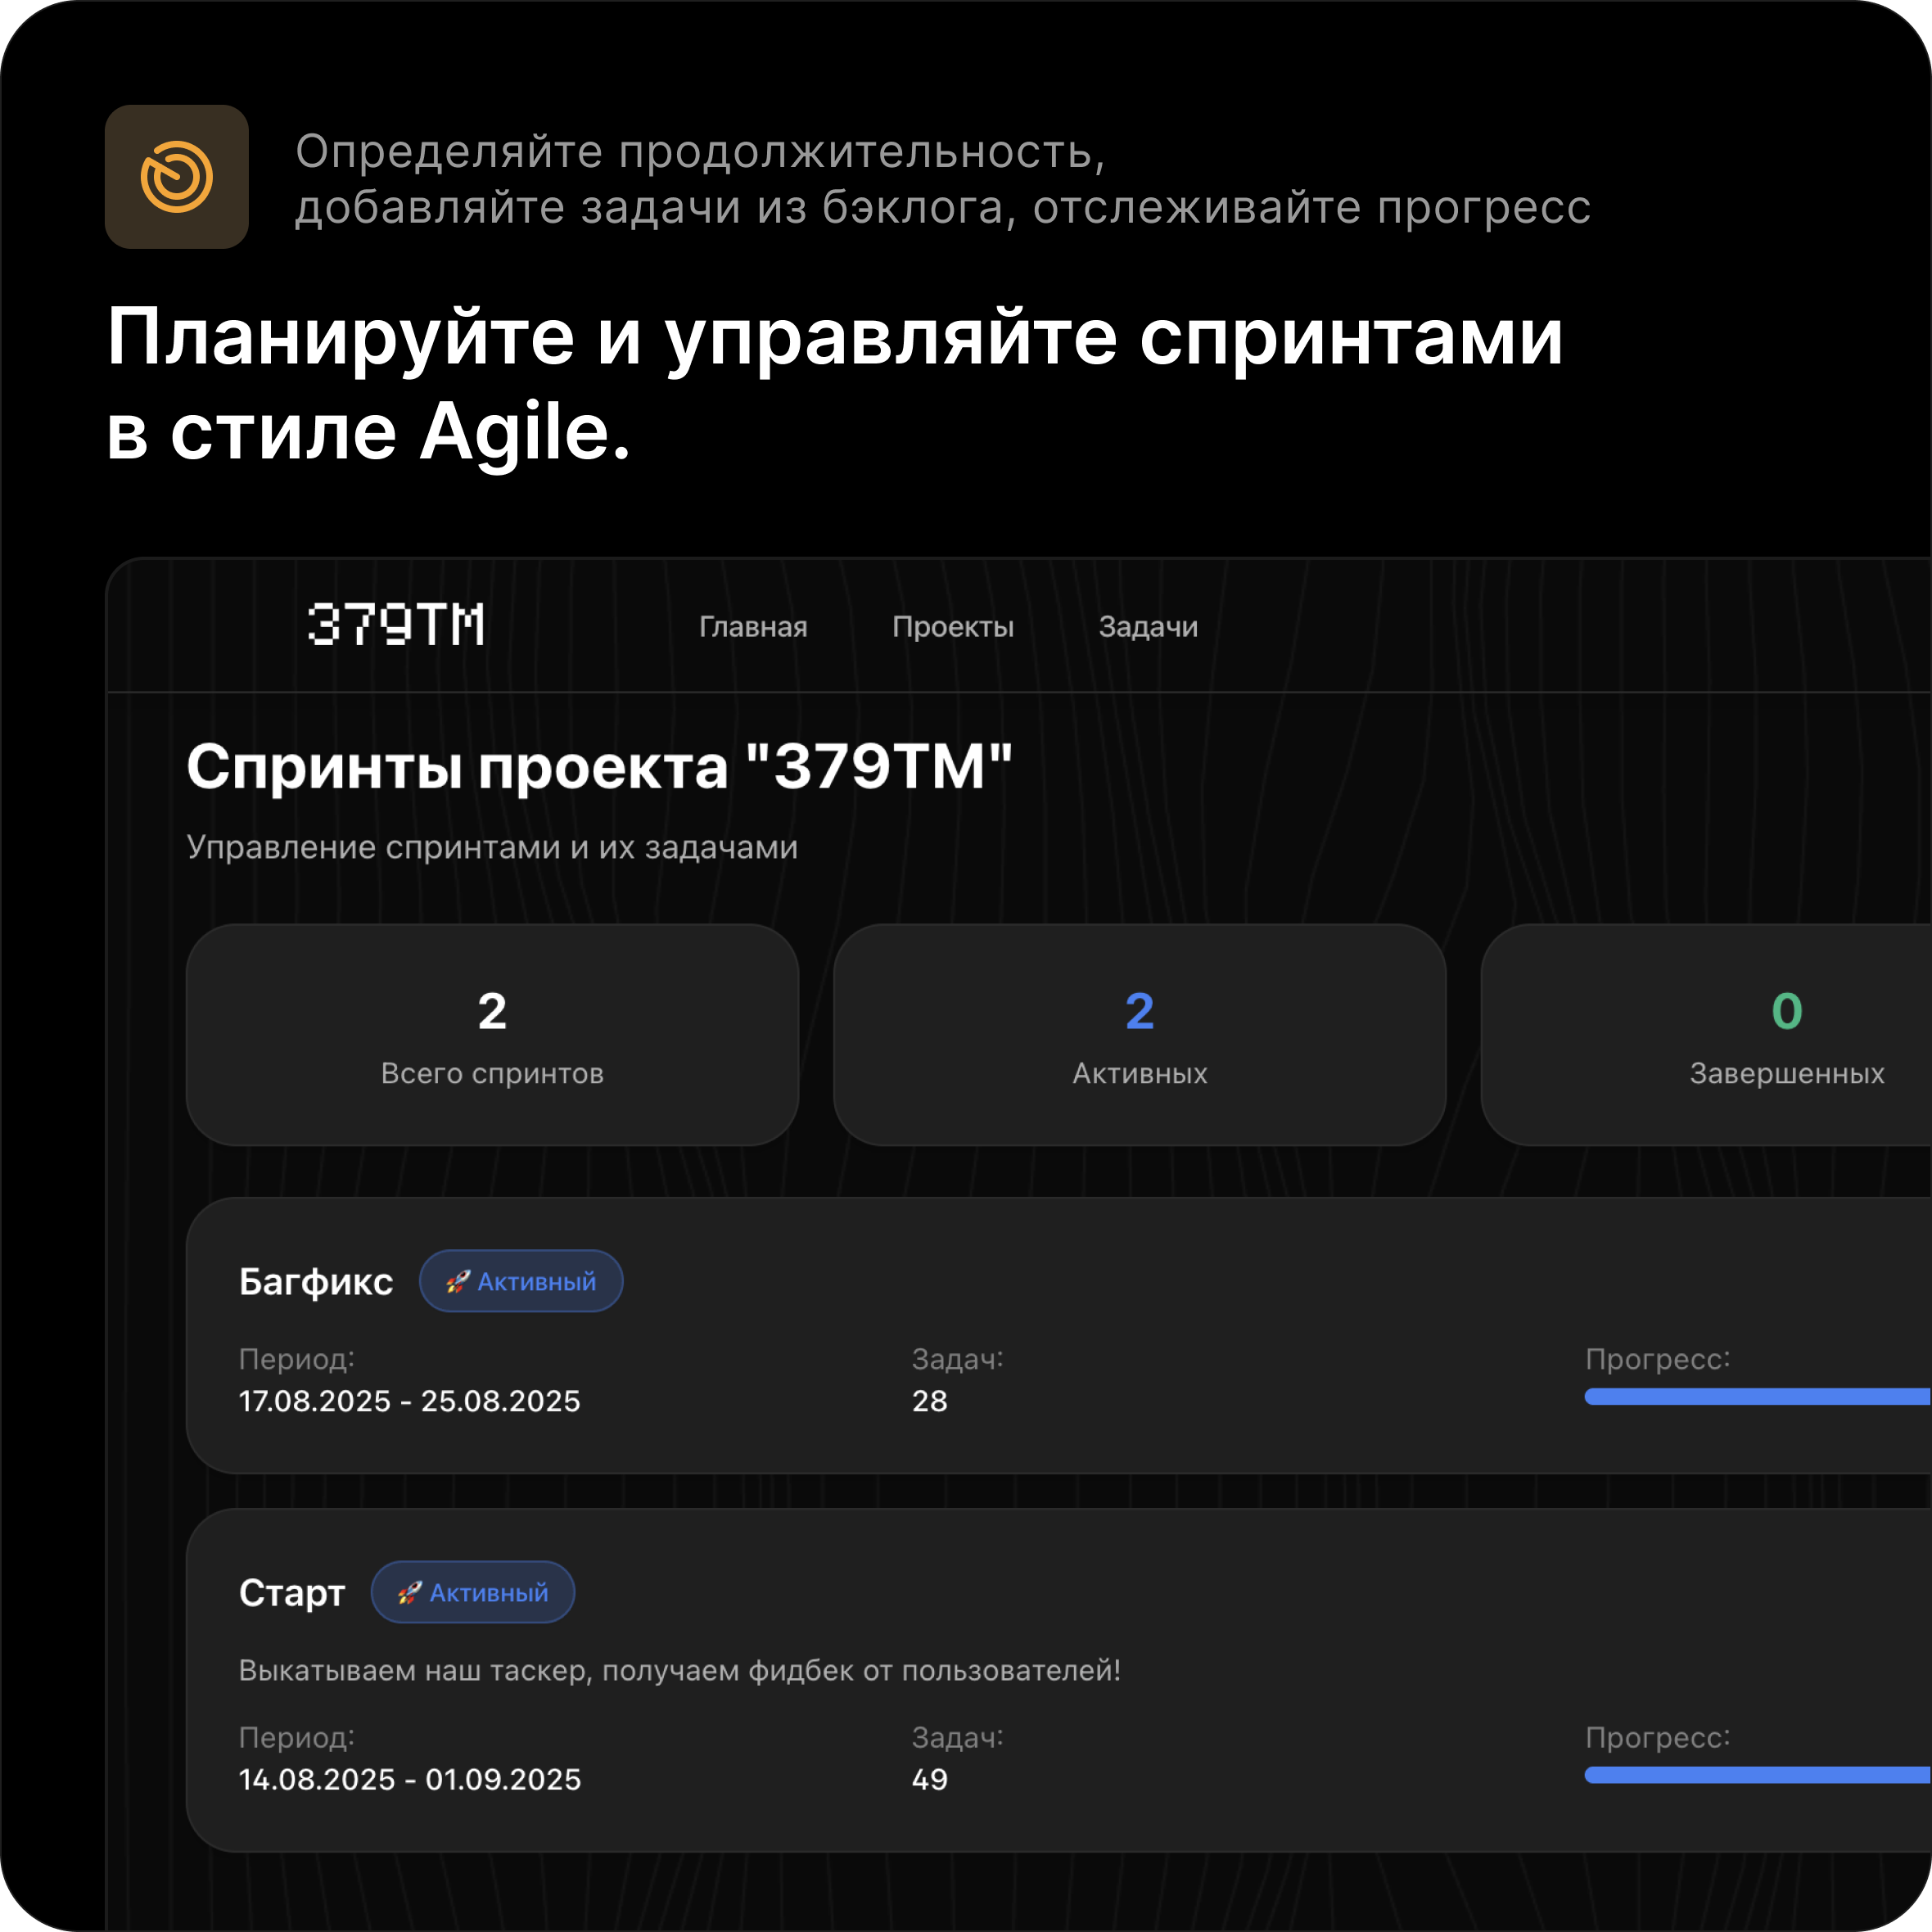 Определяйте продолжительность,
добавляйте задачи из бэклога, отслеживайте прогресс
Планируйте и управляйте спринтами
в стиле Agile.
379TM Главная Проекты Задачи
Спринты проекта "379TM"
Управление спринтами и их задачами
2 2 0
Всего спринтов Активных Завершенных
Багфикс 🚀 Активный
Период: Задач: Прогресс:
17.08.2025 - 25.08.2025 28
Старт 🚀 Активный
Выкатываем наш таскер, получаем фидбек от пользователей!
Период: Задач: Прогресс:
14.08.2025 - 01.09.2025 49